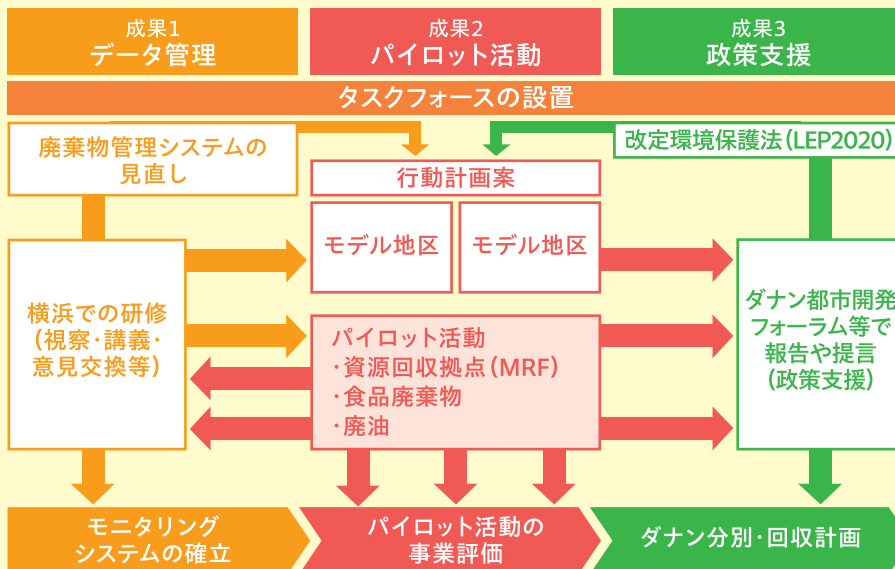 成果1
データ管理
成果2
パイロット活動
成果3
政策支援
タスクフォースの設置
廃棄物管理システムの
見直し
改定環境保護法(LEP2020)
行動計画案
モデル地区
モデル地区
横浜での研修
(視察・講義・
意見交換等)
パイロット活動
・資源回収拠点(MRF)
・食品廃棄物
・廃油
ダナン都市開発
フォーラム等で
報告や提言
(政策支援)
モニタリング
システムの確立
パイロット活動の
事業評価
ダナン分別・回収計画